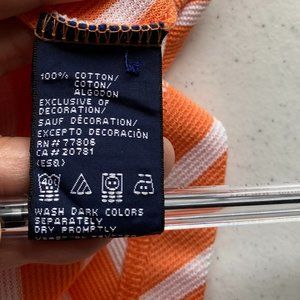 100% COTTON/
COTON/
ALGODON
EXCLUSIVE OF
DECORATION/
SAUF DÉCORATION/
EXCEPTO DECORACIÓN
RN#77806
CA#20781
(ESQ)
40
WASH DARK COLORS
SEPARATELY
DRY PROMPTLY